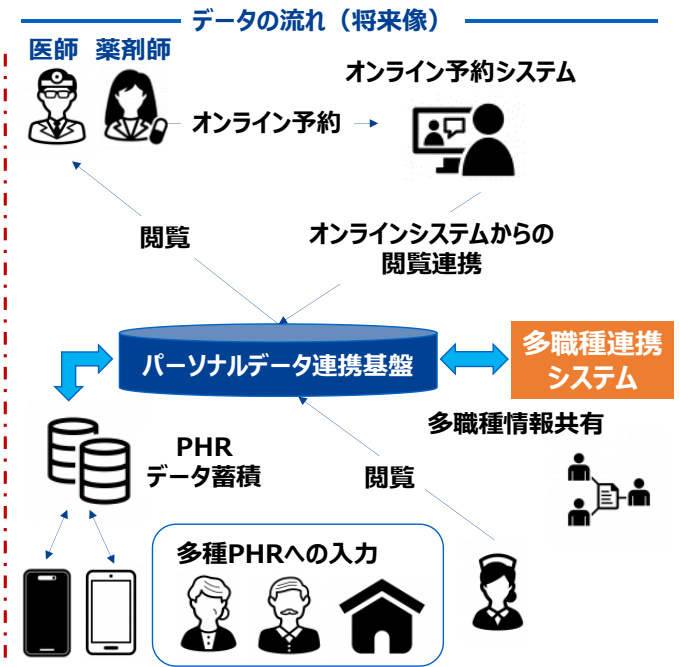 データの流れ（将来像）
医師 薬剤師
オンライン予約システム
オンライン予約
閲覧
オンラインシステムからの
閲覧連携
パーソナルデータ連携基盤
多職種連携
システム
多職種情報共有
PHR
データ蓄積
閲覧
多種PHRへの入力